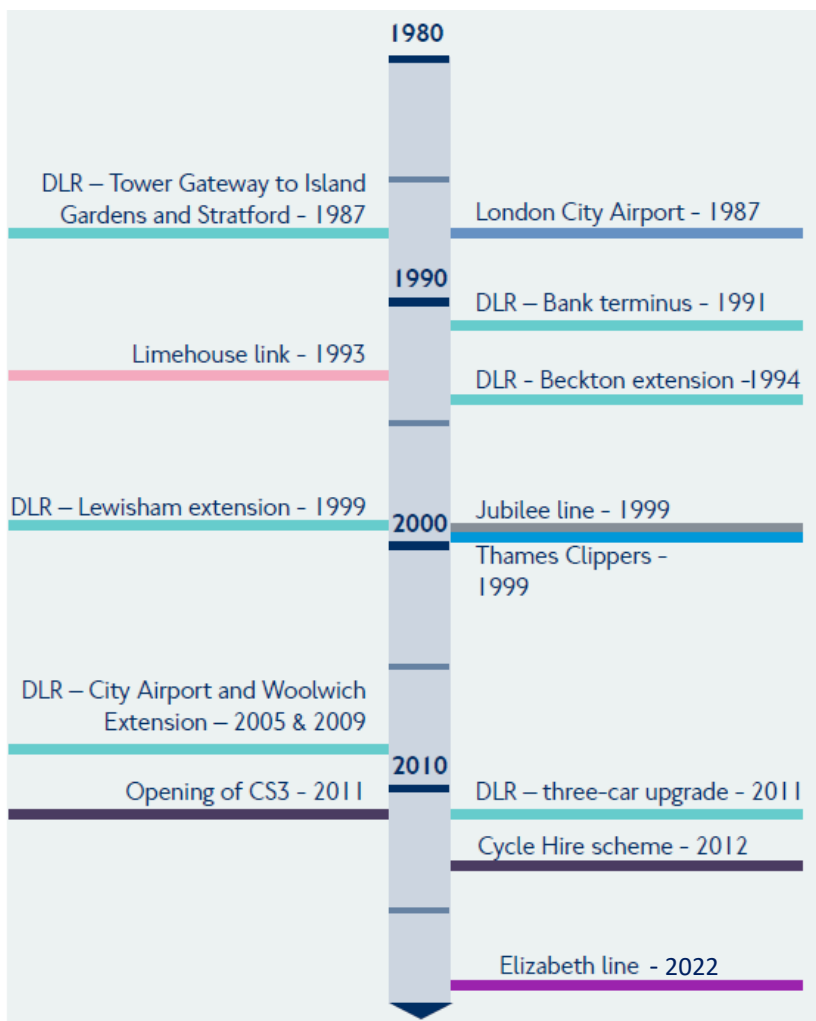 1980
DLR – Tower Gateway to Island
Gardens and Stratford - 1987
London City Airport - 1987
1990
DLR – Bank terminus - 1991
Limehouse link - 1993
DLR - Beckton extension -1994
DLR – Lewisham extension - 1999
Jubilee line - 1999
2000
Thames Clippers -
1999
DLR – City Airport and Woolwich
Extension – 2005 & 2009
2010
Opening of CS3 - 2011
DLR – three-car upgrade - 2011
Cycle Hire scheme - 2012
Elizabeth line - 2022